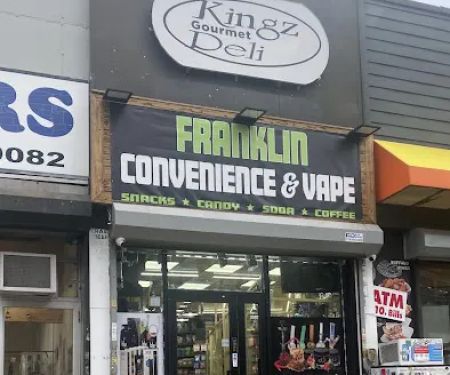 Kingz
Gourmet
Deli
RS
0082
FRANKLIN
CONVENIENCE & VAPE
SNACKS ★ CANDY ★ SODA ★ COFFEE
ATM